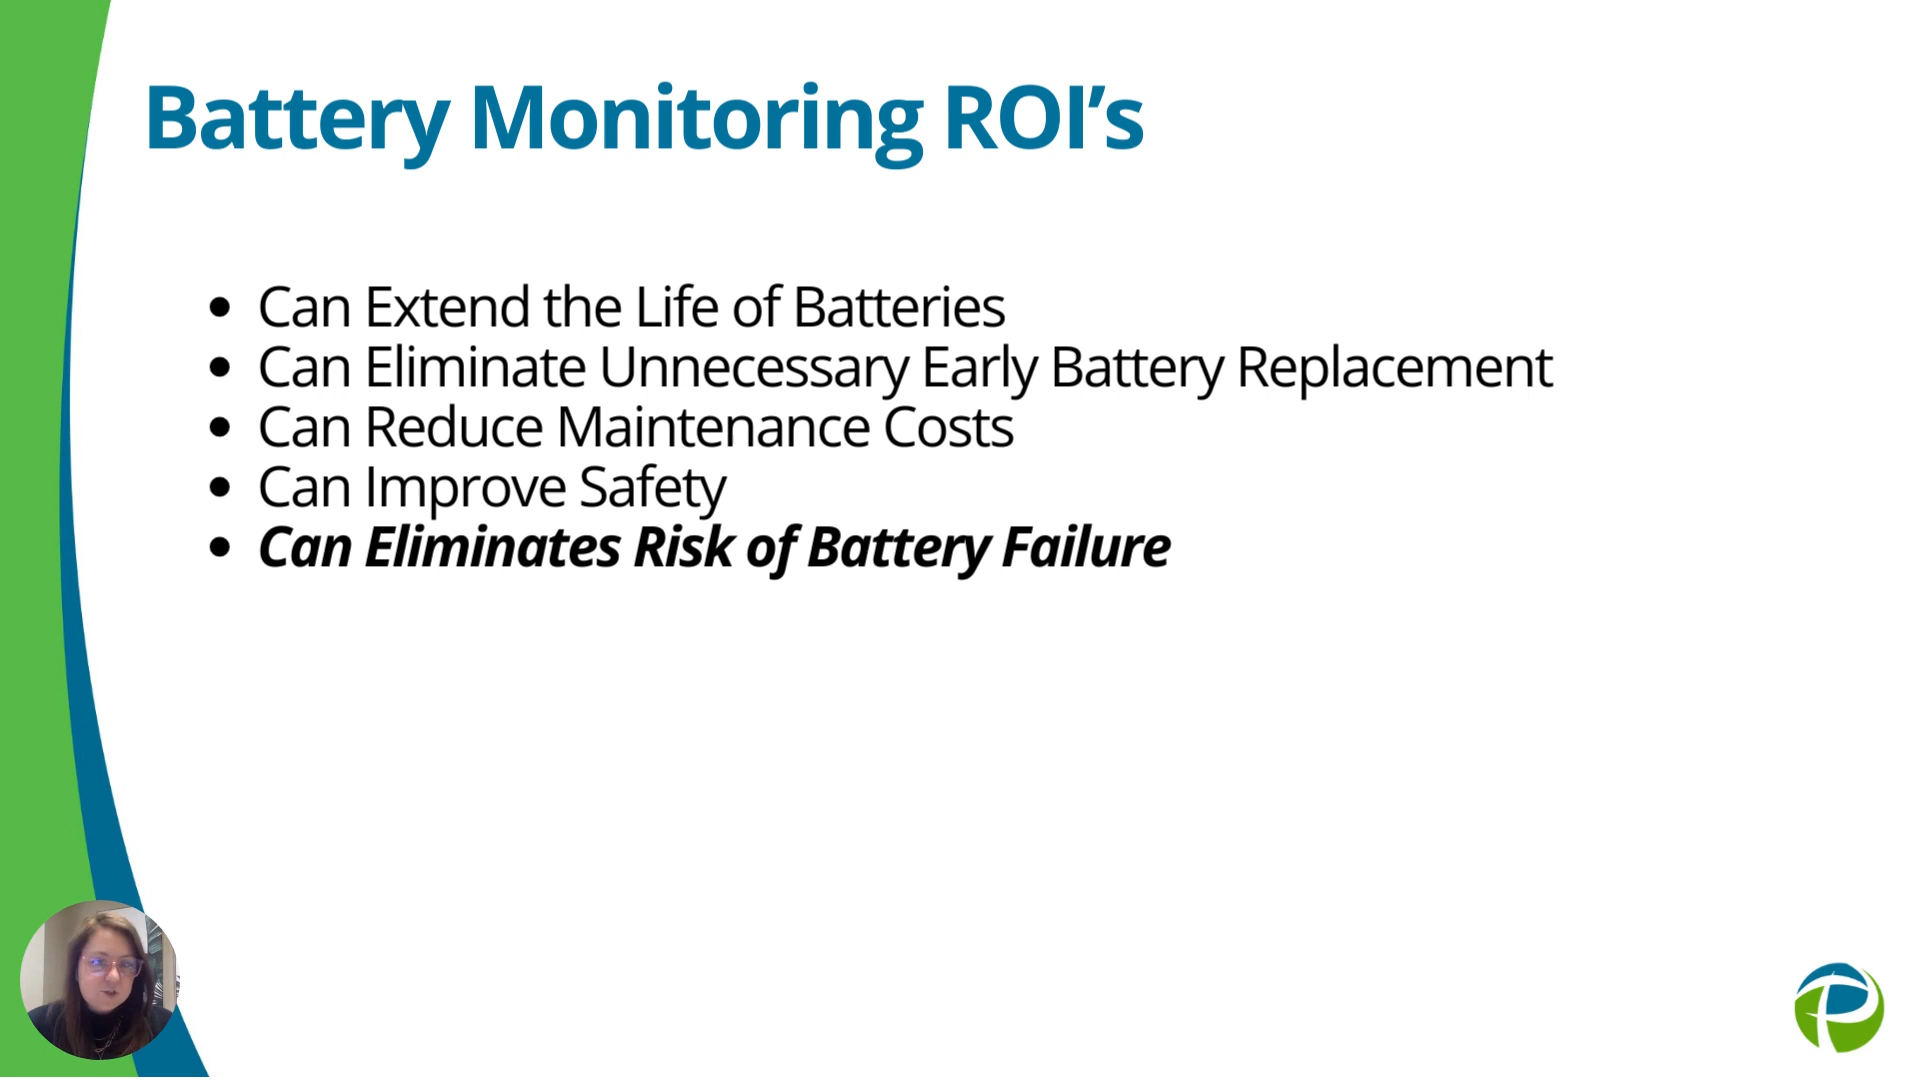 Battery Monitoring ROI’s
• Can Extend the Life of Batteries
• Can Eliminate Unnecessary Early Battery Replacement
• Can Reduce Maintenance Costs
• Can Improve Safety
• Can Eliminates Risk of Battery Failure